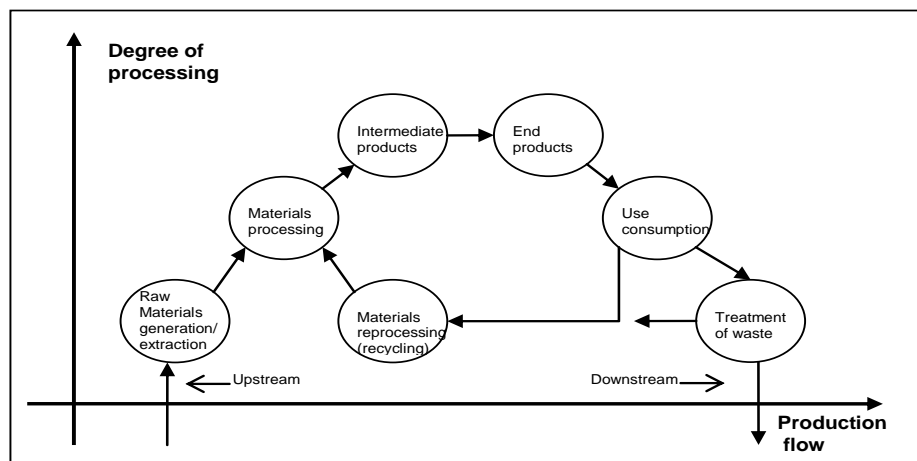 Degree of
processing
Intermediate
products
End
products
Materials
processing
Use
consumption
Raw
Materials
generation/
extraction
Materials
reprocessing
(recycling)
Treatment
of waste
Upstream
Downstream
Production
flow